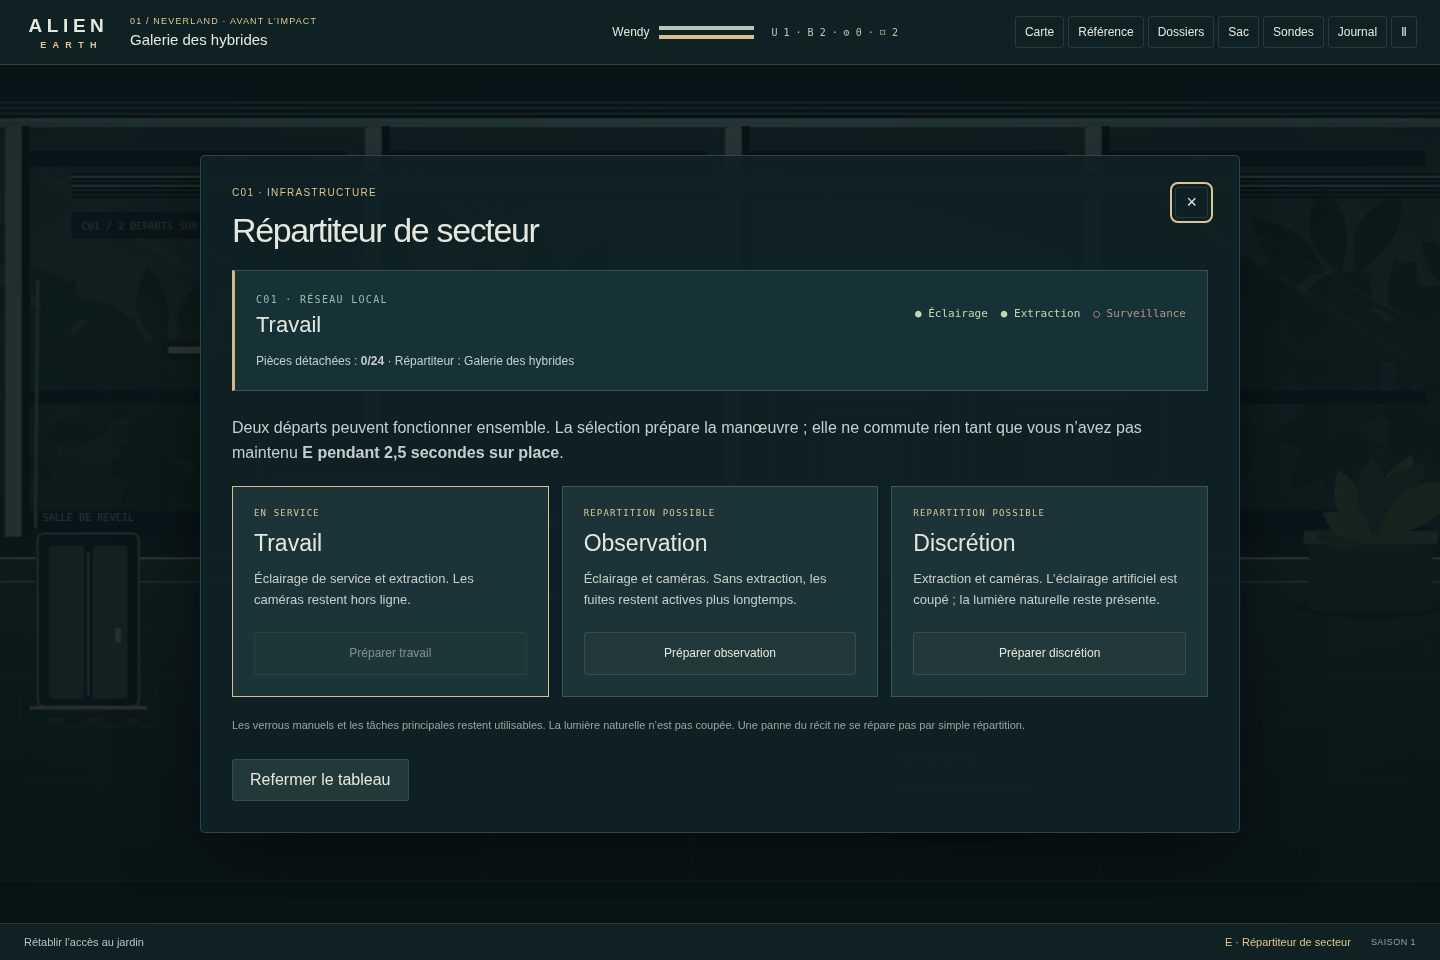 ALIEN
EARTH
01 / NEVERLAND · AVANT L'IMPACT
Galerie des hybrides
Wendy
U1·B2·⚙0·⌑2
Carte
Référence
Dossiers
Sac
Sondes
Journal
Ⅱ
C01 / 2 DEPARTS SUR
SALLE DE RÉVEIL
C01 · INFRASTRUCTURE
×
Répartiteur de secteur
C01 · RÉSEAU LOCAL
Travail
● Éclairage ● Extraction ○ Surveillance
Pièces détachées : 0/24 · Répartiteur : Galerie des hybrides
Deux départs peuvent fonctionner ensemble. La sélection prépare la manœuvre ; elle ne commute rien tant que vous n’avez pas
maintenu E pendant 2,5 secondes sur place.
EN SERVICE
Travail
Éclairage de service et extraction. Les
caméras restent hors ligne.
Préparer travail
REPARTITION POSSIBLE
Observation
Éclairage et caméras. Sans extraction, les
fuites restent actives plus longtemps.
Préparer observation
REPARTITION POSSIBLE
Discrétion
Extraction et caméras. L’éclairage artificiel est
coupé ; la lumière naturelle reste présente.
Préparer discrétion
Les verrous manuels et les tâches principales restent utilisables. La lumière naturelle n’est pas coupée. Une panne du récit ne se répare pas par simple répartition.
Refermer le tableau
Rétablir l’accès au jardin
E · Répartiteur de secteur
SAISON 1